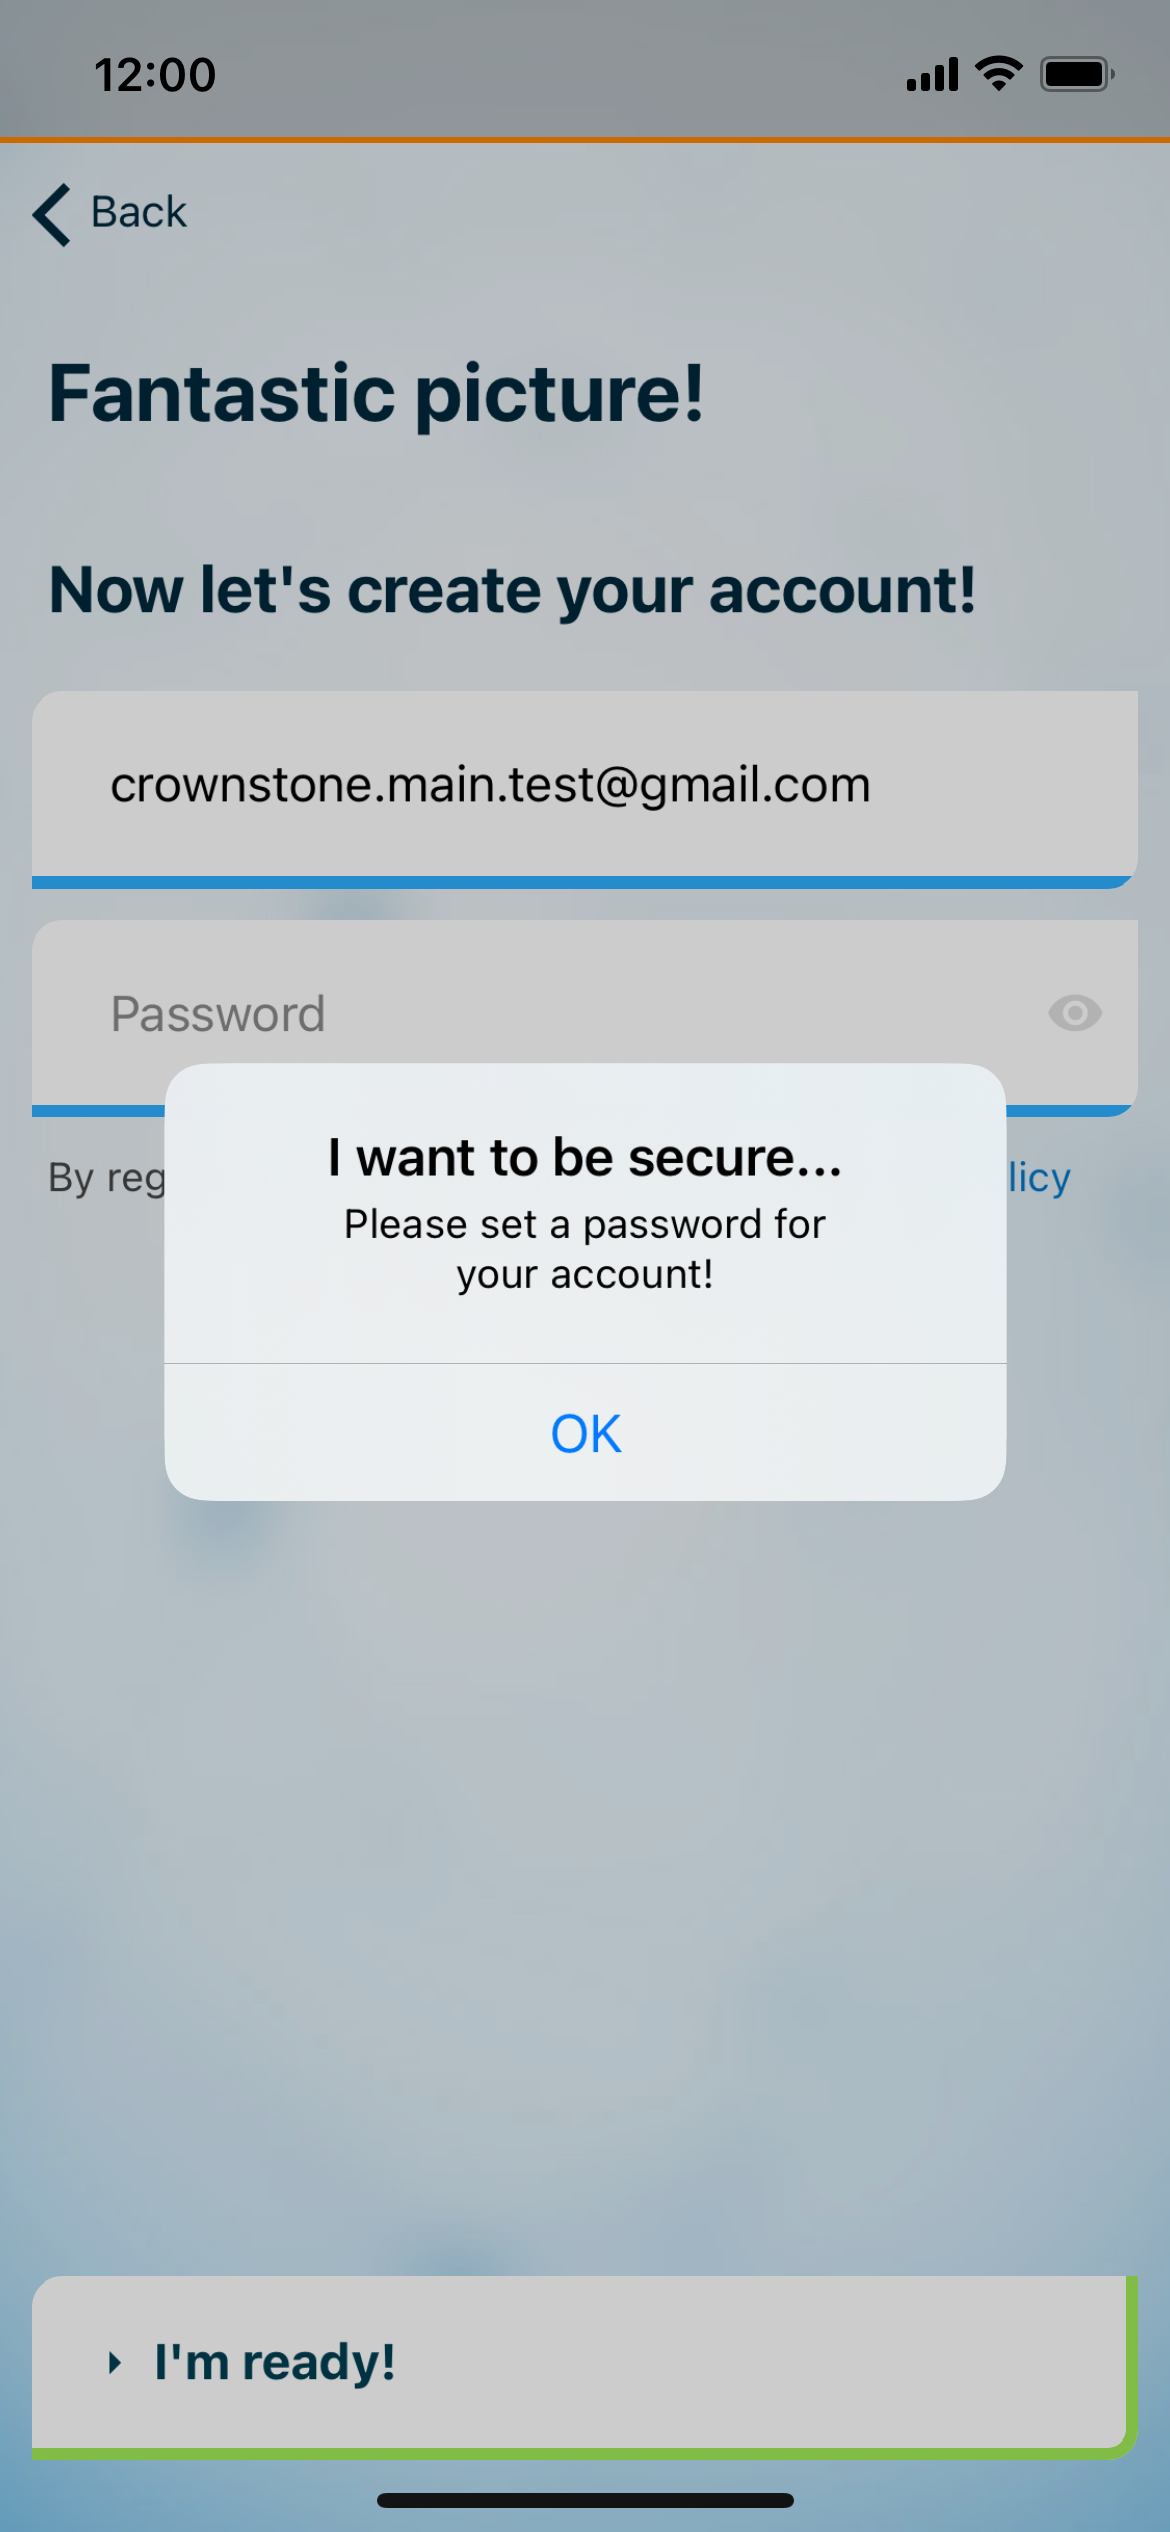 12:00
Back
Fantastic picture!
Now let's create your account!
crownstone.main.test@gmail.com
Password
By reg
licy
I want to be secure...
Please set a password for
your account!
OK
I'm ready!